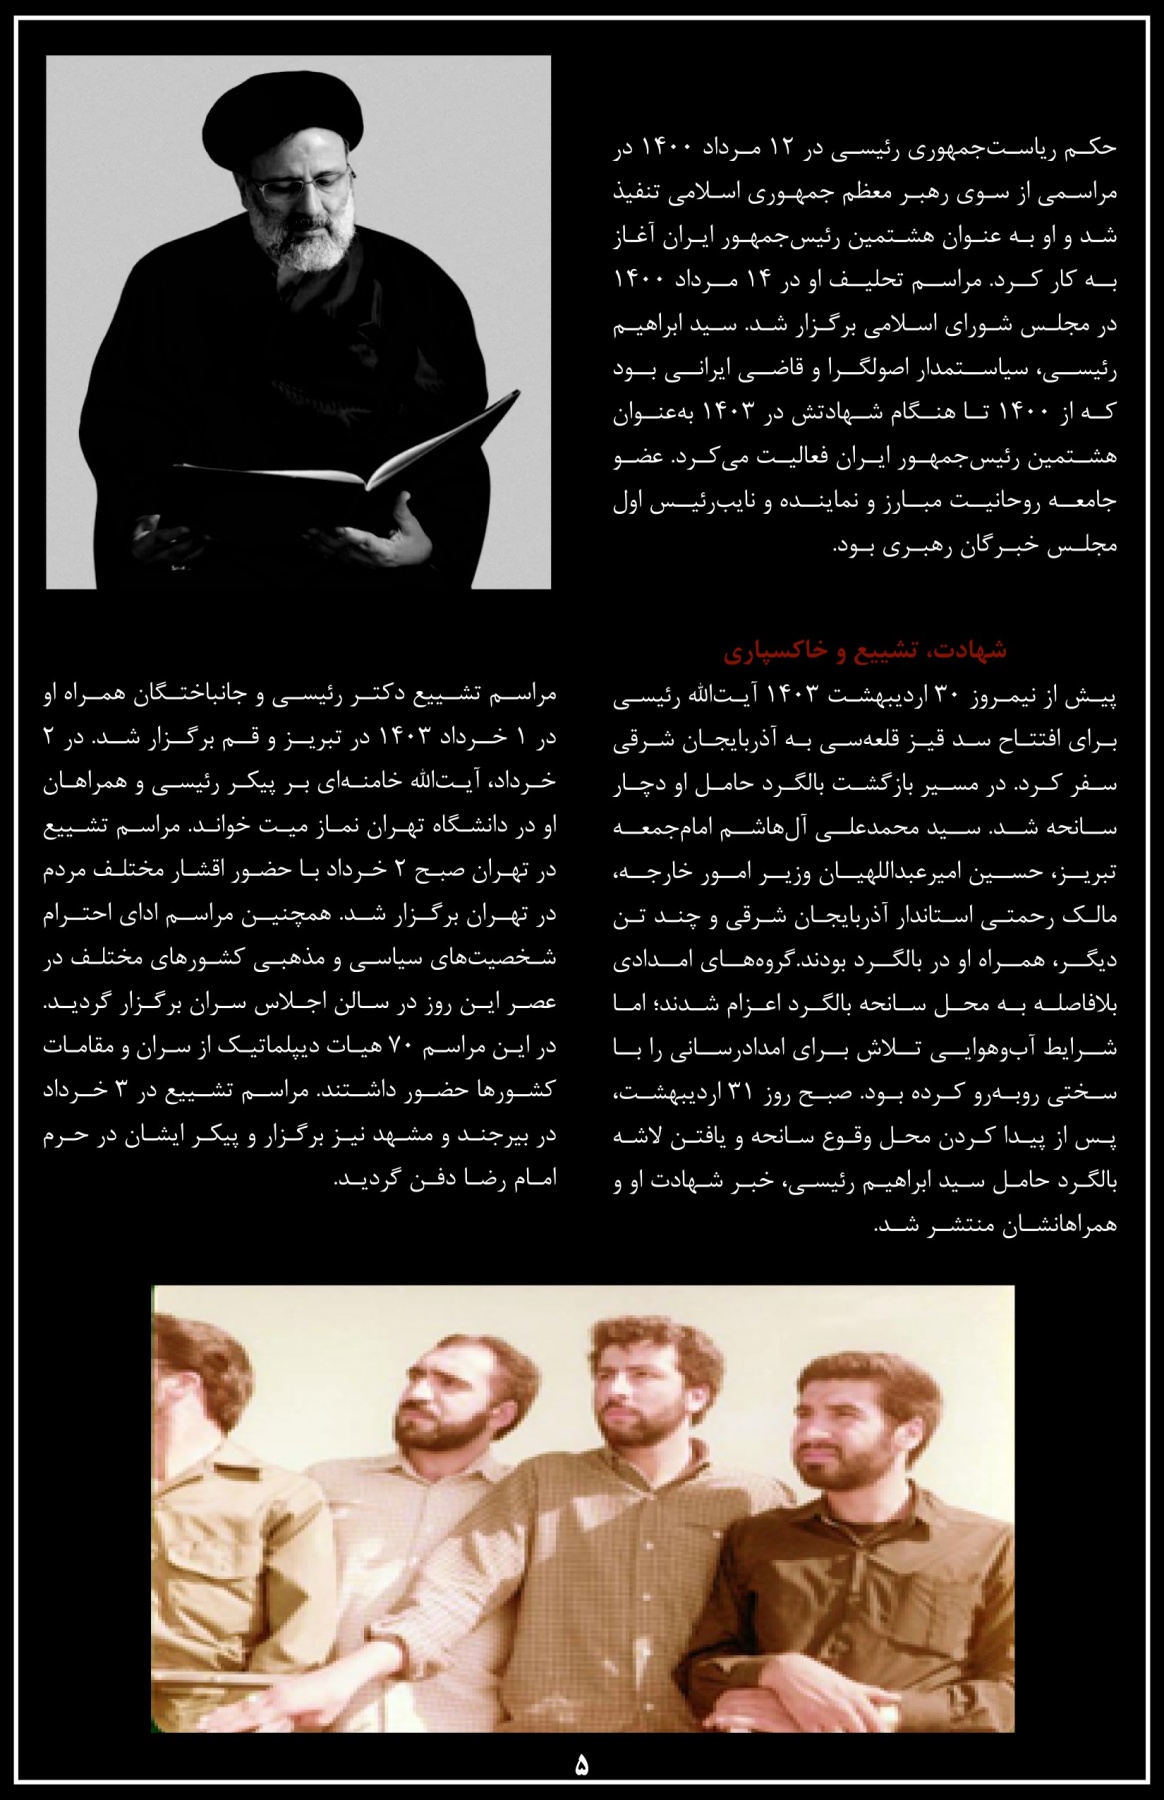 حکم ریاست‌جمهوری رئیسی در ۱۲ مرداد ۱۴۰۰ در
مراسمی از سوی رهبر معظم جمهوری اسلامی تنفیذ
شد و او به عنوان هشتمین رئیس‌جمهور ایران آغاز
به کار کرد. مراسم تحلیف او در ۱۴ مرداد ۱۴۰۰
در مجلس شورای اسلامی برگزار شد. سید ابراهیم
رئیسی، سیاستمدار اصولگرا و قاضی ایرانی بود
که از ۱۴۰۰ تا هنگام شهادتش در ۱۴۰۳ به‌عنوان
هشتمین رئیس‌جمهور ایران فعالیت می‌کرد. عضو
جامعه روحانیت مبارز و نماینده و نایب‌رئیس اول
مجلس خبرگان رهبری بود.
شهادت، تشییع و خاکسپاری
پیش از نیمروز ۳۰ اردیبهشت ۱۴۰۳ آیت‌الله رئیسی
برای افتتاح سد قیز قلعه‌سی به آذربایجان شرقی
سفر کرد. در مسیر بازگشت بالگرد حامل او دچار
سانحه شد. سید محمدعلی آل‌هاشم امام‌جمعه
تبریز، حسین امیرعبداللهیان وزیر امور خارجه،
مالک رحمتی استاندار آذربایجان شرقی و چند تن
دیگر، همراه او در بالگرد بودند.گروه‌های امدادی
بلافاصله به محل سانحه بالگرد اعزام شدند؛ اما
شرایط آب‌وهوایی تلاش برای امدادرسانی را با
سختی روبه‌رو کرده بود. صبح روز ۳۱ اردیبهشت،
پس از پیدا کردن محل وقوع سانحه و یافتن لاشه
بالگرد حامل سید ابراهیم رئیسی، خبر شهادت او و
همراهانشان منتشر شد.
مراسم تشییع دکتر رئیسی و جانباختگان همراه او
در ۱ خرداد ۱۴۰۳ در تبریز و قم برگزار شد. در ۲
خرداد، آیت‌الله خامنه‌ای بر پیکر رئیسی و همراهان
او در دانشگاه تهران نماز میت خواند. مراسم تشییع
در تهران صبح ۲ خرداد با حضور اقشار مختلف مردم
در تهران برگزار شد. همچنین مراسم ادای احترام
شخصیت‌های سیاسی و مذهبی کشورهای مختلف در
عصر این روز در سالن اجلاس سران برگزار گردید.
در این مراسم ۷۰ هیات دیپلماتیک از سران و مقامات
کشورها حضور داشتند. مراسم تشییع در ۳ خرداد
در بیرجند و مشهد نیز برگزار و پیکر ایشان در حرم
امام رضا دفن گردید.
۵